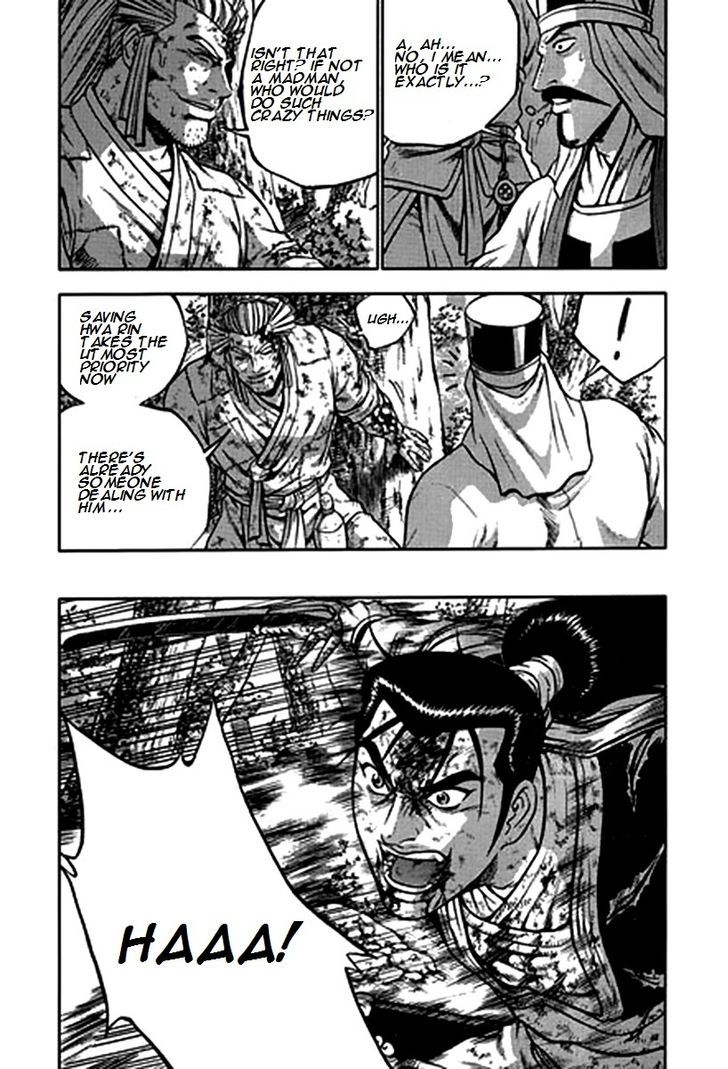 ISN'T THAT
RIGHT? IF NOT
A MADMAN,
WHO WOULD
DO SUCH
CRAZY THINGS?
A, AH...
NO, I MEAN...
WHO IS IT
EXACTLY...?
SAVING
HWA RIN
TAKES THE
UTMOST
PRIORITY
NOW
THERE'S
ALREADY
SOMEONE
DEALING WITH
HIM...
UGH...
!
HAAA!